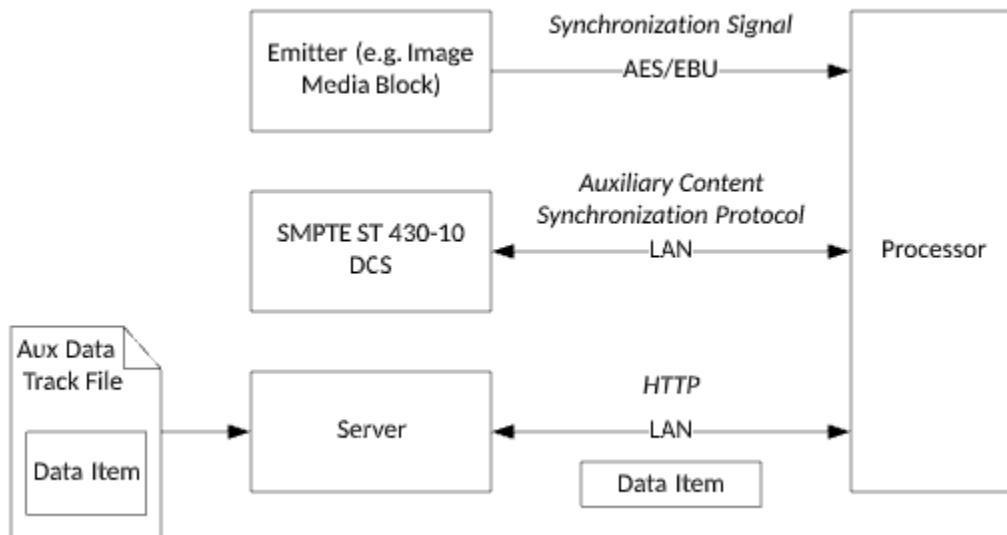 Emitter (e.g. Image
Media Block)
Synchronization Signal
AES/EBU
SMPTE ST 430-10
DCS
Auxiliary Content
Synchronization Protocol
LAN
Processor
Aux Data
Track File
Data Item
Server
HTTP
LAN
Data Item